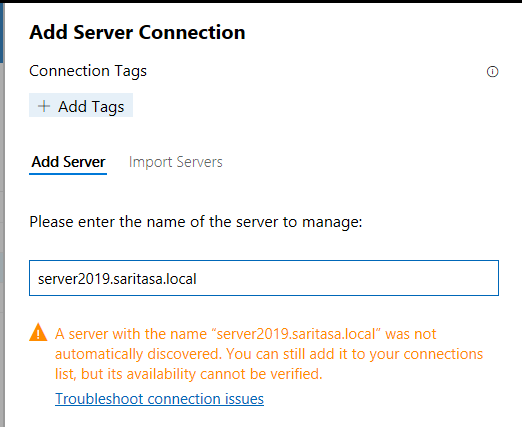 Add Server Connection
Connection Tags
+ Add Tags
Add Server Import Servers
Please enter the name of the server to manage:
server2019.saritasa.local
A server with the name “server2019.saritasa.local” was not
automatically discovered. You can still add it to your connections
list, but its availability cannot be verified.
Troubleshoot connection issues